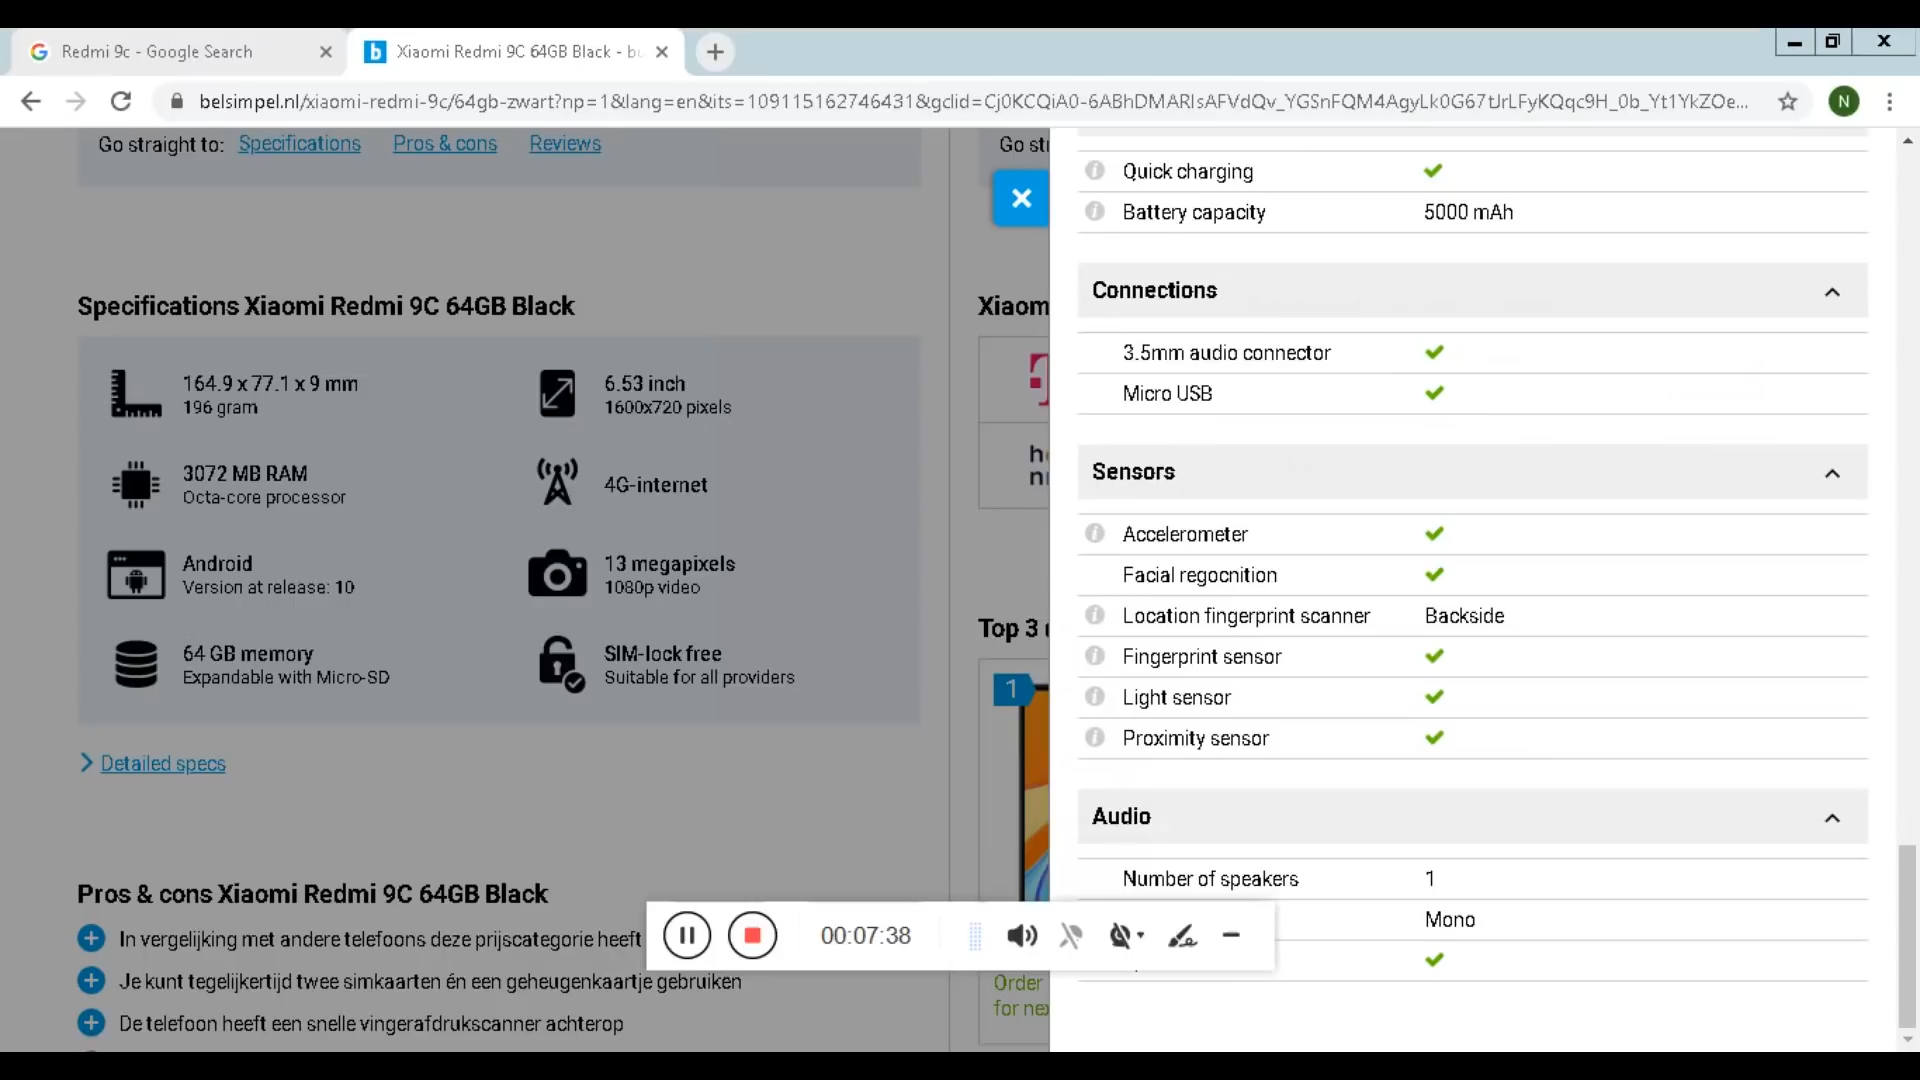 Redmi 9c - Google Search
Xiaomi Redmi 9C 64GB Black - bu
belsimpel.nl/xiaomi-redmi-9c/64gb-zwart?np=1&lang=en&its=109115162746431&gclid=Cj0KCQiA0-6ABhDMARIsAFVdQv_YGSnFQM4AgyLk0G67tJrLFyKQqc9H_0b_Yt1YkZOe...
N
Go straight to: Specifications Pros & cons Reviews
Go str
Specifications Xiaomi Redmi 9C 64GB Black
164.9 x 77.1 x 9 mm
196 gram
6.53 inch
1600x720 pixels
3072 MB RAM
Octa-core processor
4G-internet
Android
Version at release: 10
13 megapixels
1080p video
64 GB memory
Expandable with Micro-SD
SIM-lock free
Suitable for all providers
Detailed specs
Pros & cons Xiaomi Redmi 9C 64GB Black
In vergelijking met andere telefoons deze prijscategorie heeft
Je kunt tegelijkertijd twee simkaarten én een geheugenkaartje gebruiken
De telefoon heeft een snelle vingerafdrukscanner achterop
Xiaom
Top 3
1
Order
for nex
Quick charging
Battery capacity 5000 mAh
Connections
3.5mm audio connector
Micro USB
Sensors
Accelerometer
Facial regocnition
Location fingerprint scanner Backside
Fingerprint sensor
Light sensor
Proximity sensor
Audio
Number of speakers 1
Mono
00:07:38